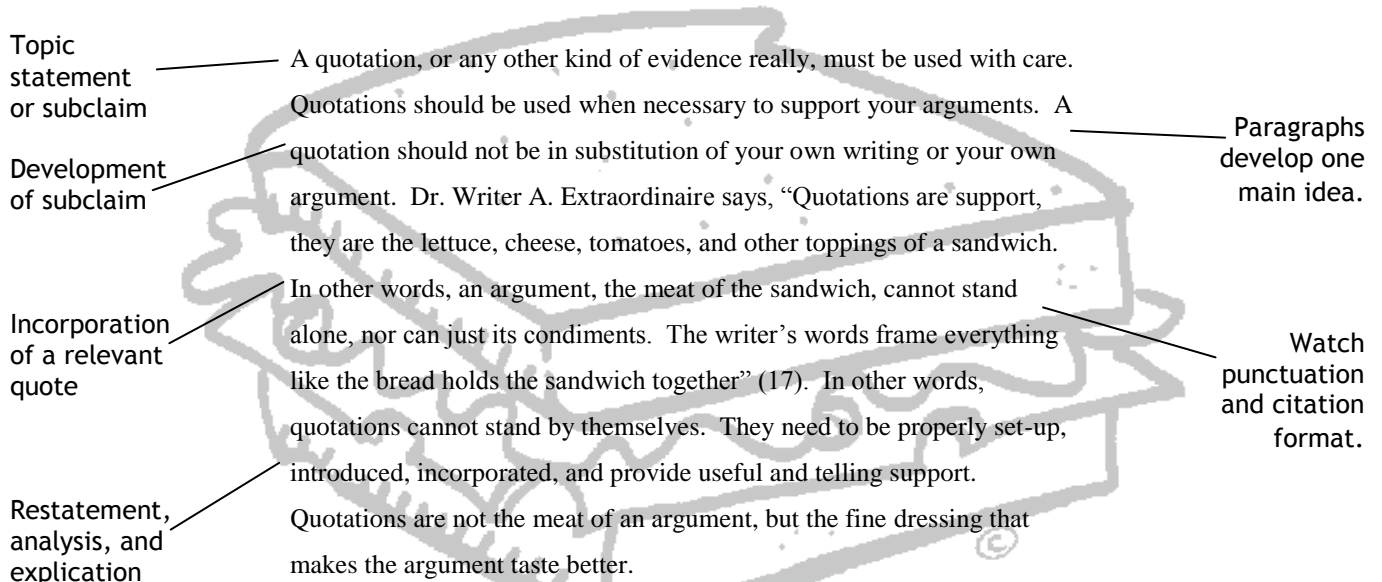 Topic
statement
or subclaim
Development
of subclaim
Incorporation
of a relevant
quote
Restatement,
analysis, and
explication
A quotation, or any other kind of evidence really, must be used with care.
Quotations should be used when necessary to support your arguments.  A
quotation should not be in substitution of your own writing or your own
argument.  Dr. Writer A. Extraordinaire says, “Quotations are support,
they are the lettuce, cheese, tomatoes, and other toppings of a sandwich.
In other words, an argument, the meat of the sandwich, cannot stand
alone, nor can just its condiments.  The writer’s words frame everything
like the bread holds the sandwich together” (17).  In other words,
quotations cannot stand by themselves.  They need to be properly set-up,
introduced, incorporated, and provide useful and telling support.
Quotations are not the meat of an argument, but the fine dressing that
makes the argument taste better.
Paragraphs
develop one
main idea.
Watch
punctuation
and citation
format.
©